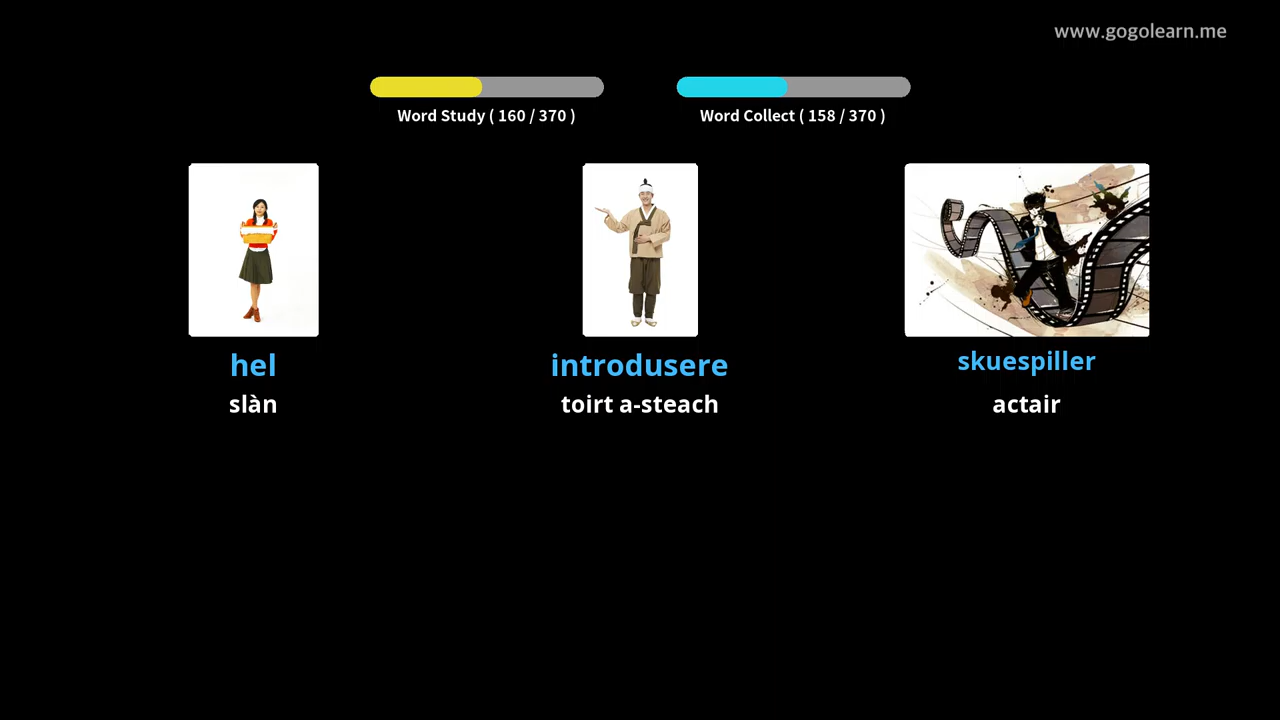 www.gogolearn.me
Word Study ( 160 / 370 )
Word Collect ( 158 / 370 )
hel
slàn
introdusere
toirt a-steach
skuespiller
actair